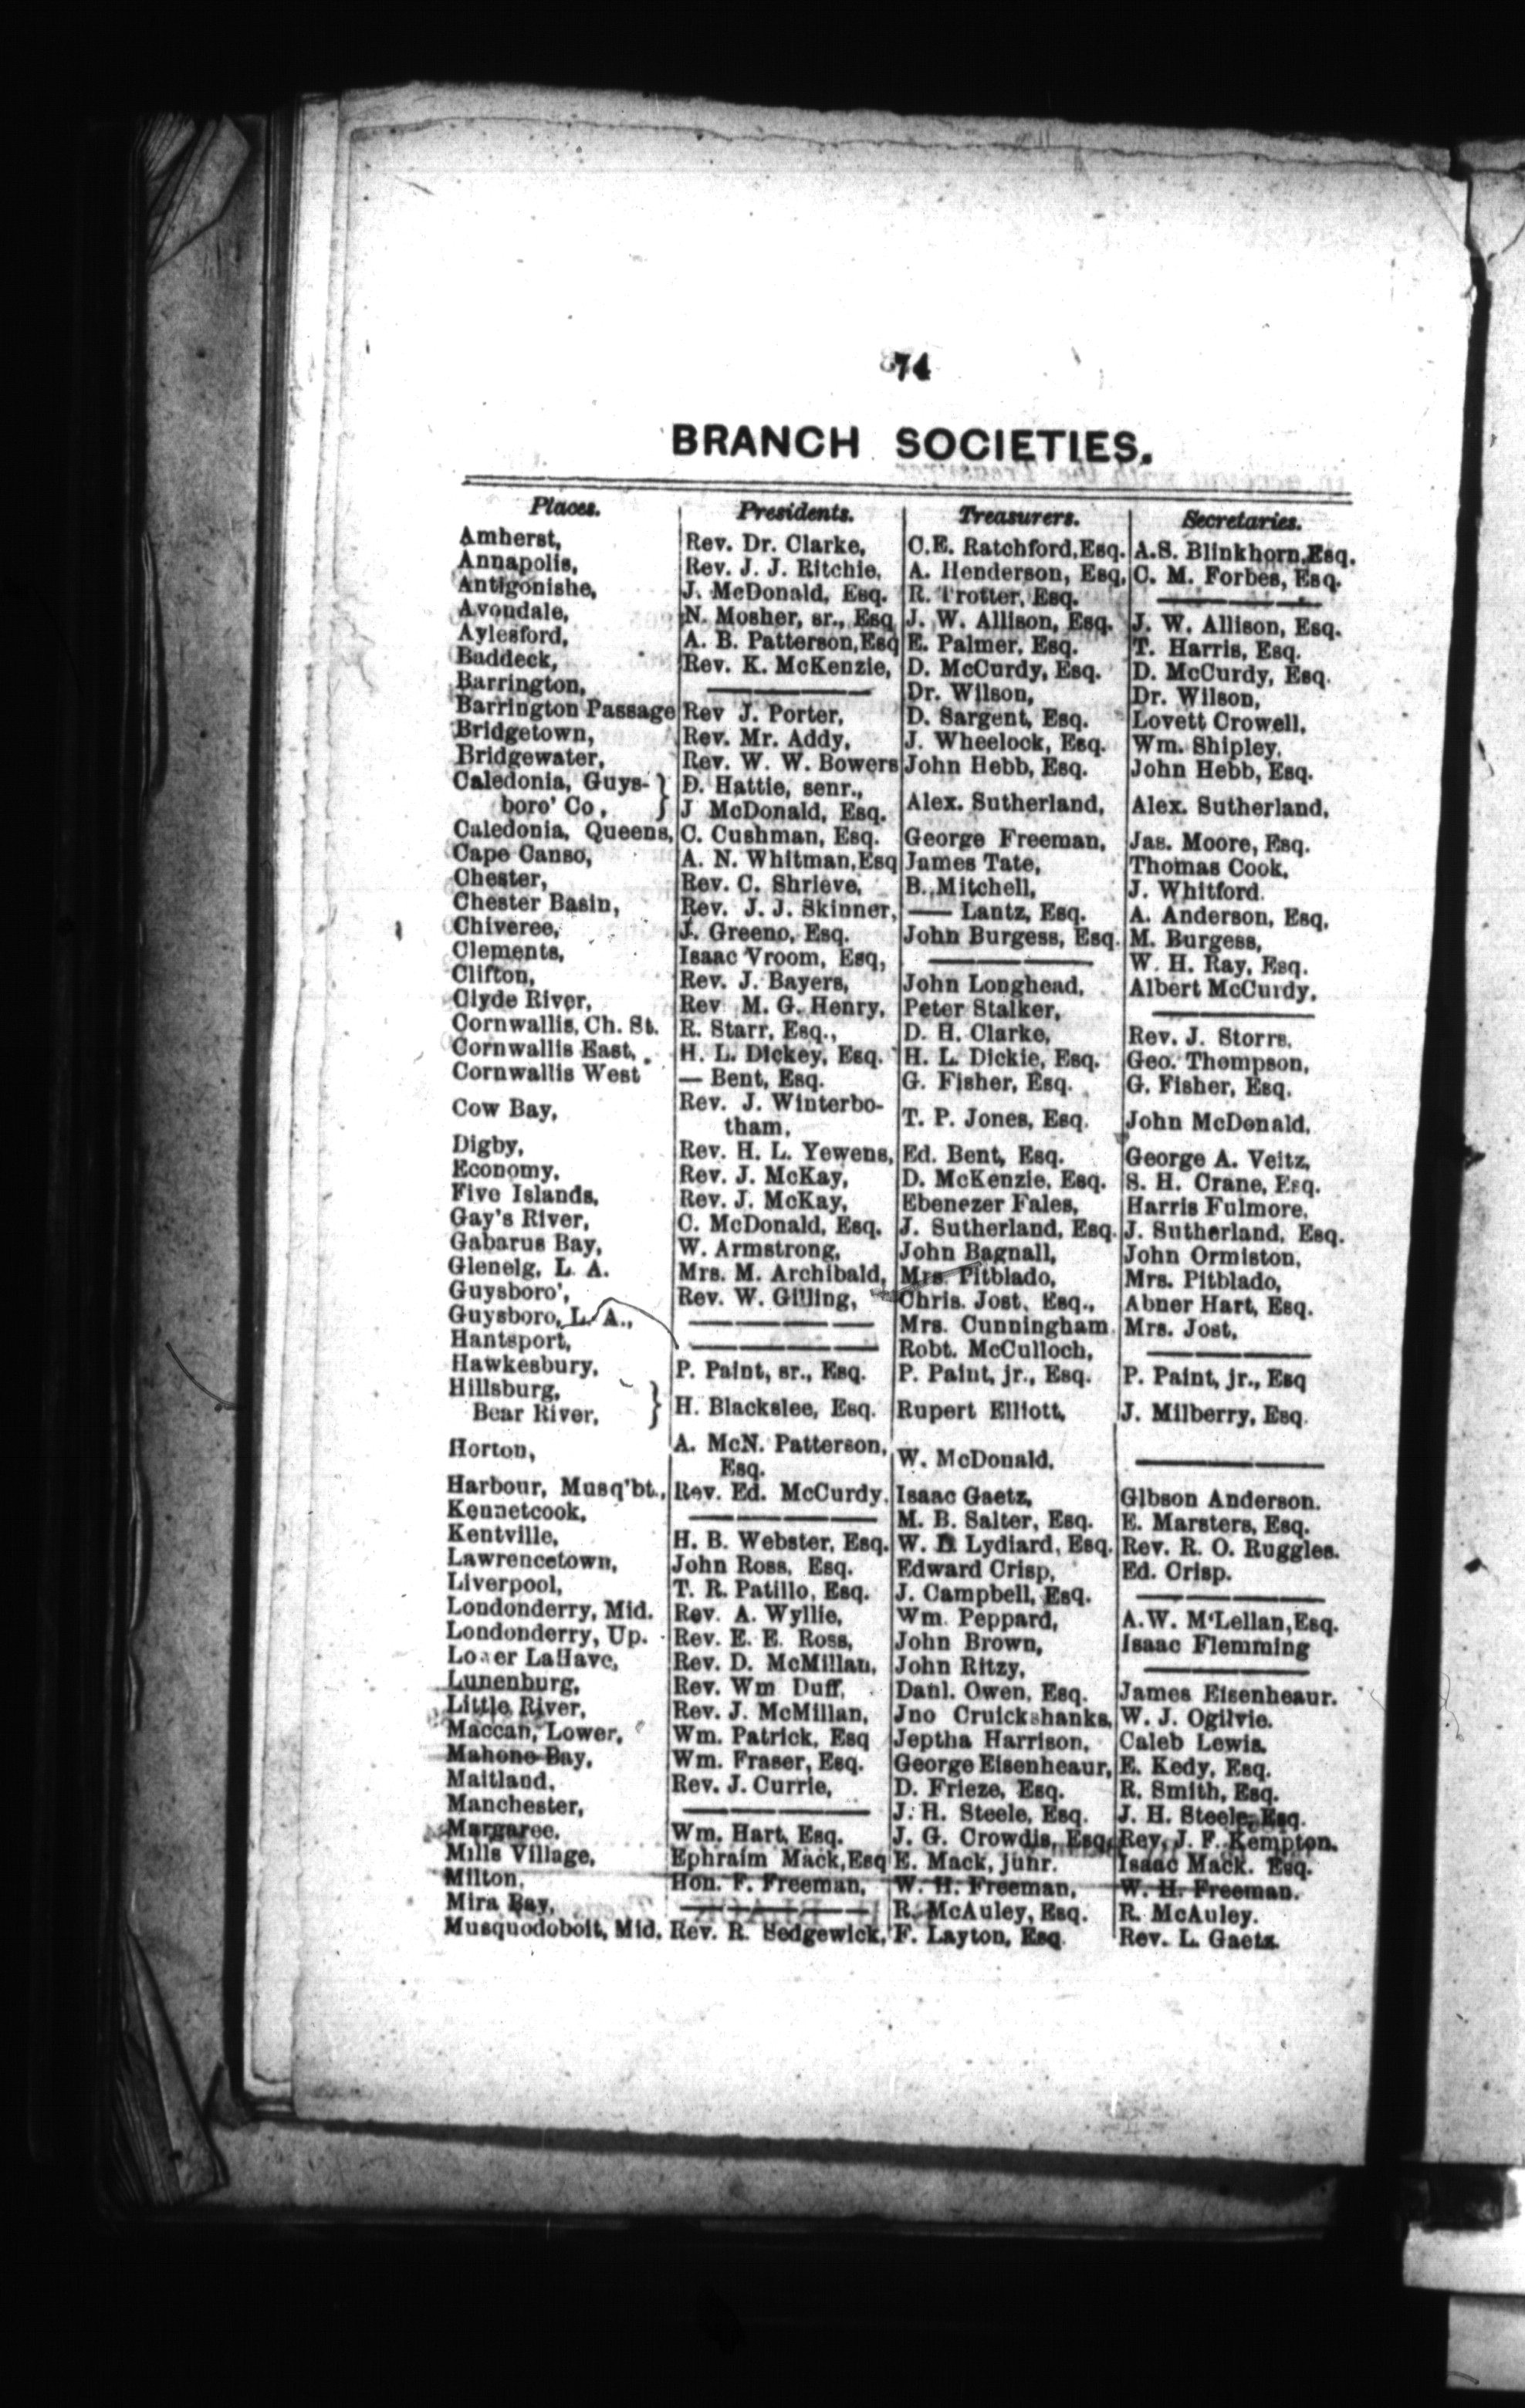 74
BRANCH SOCIETIES.
Places. Presidents. Treasurers. Secretaries.
Amherst, Rev. Dr. Clarke, C.E. Ratchford,Esq. A.S. Blinkhorn,Esq.
Annapolis, Rev. J. J. Ritchie, A. Henderson, Esq, C. M. Forbes, Esq.
Antigonishe, J. McDonald, Esq. R. Trotter, Esq. ————
Avondale, N. Mosher, sr., Esq J. W. Allison, Esq. J. W. Allison, Esq.
Aylesford, A. B. Patterson,Esq E. Palmer, Esq. T. Harris, Esq.
Baddeck, Rev. K. McKenzie, D. McCurdy, Esq. D. McCurdy, Esq.
Barrington, ———— Dr. Wilson, Dr. Wilson,
Barrington Passage Rev J. Porter, D. Sargent, Esq. Lovett Crowell,
Bridgetown, Rev. Mr. Addy, J. Wheelock, Esq. Wm. Shipley,
Bridgewater, Rev. W. W. Bowers John Hebb, Esq. John Hebb, Esq.
Caledonia, Guys- } D. Hattie, senr.,
boro' Co, } J McDonald, Esq. Alex. Sutherland, Alex. Sutherland,
Caledonia, Queens, C. Cushman, Esq. George Freeman, Jas. Moore, Esq.
Cape Canso, A. N. Whitman,Esq James Tate, Thomas Cook,
Chester, Rev. C. Shrieve, B. Mitchell, J. Whitford.
Chester Basin, Rev. J. J. Skinner, —— Lantz, Esq. A. Anderson, Esq,
Chiveree, J. Greeno, Esq. John Burgess, Esq. M. Burgess,
Clements, Isaac Vroom, Esq, ———— W. H. Ray, Esq.
Clifton, Rev. J. Bayers, John Longhead, Albert McCurdy,
Clyde River, Rev M. G. Henry, Peter Stalker, ————
Cornwallis, Ch. St. R. Starr, Esq., D. H. Clarke, Rev. J. Storrs,
Cornwallis East, H. L. Dickey, Esq. H. L. Dickie, Esq. Geo. Thompson,
Cornwallis West — Bent, Esq. G. Fisher, Esq. G. Fisher, Esq.
Cow Bay, Rev. J. Winterbo-
tham, T. P. Jones, Esq. John McDonald,
Digby, Rev. H. L. Yewens, Ed. Bent, Esq. George A. Veitz,
Economy, Rev. J. McKay, D. McKenzie, Esq. S. H. Crane, Esq.
Five Islands, Rev. J. McKay, Ebenezer Fales, Harris Fulmore,
Gay's River, C. McDonald, Esq. J. Sutherland, Esq. J. Sutherland, Esq.
Gabarus Bay, W. Armstrong, John Bagnall, John Ormiston,
Glenelg, L A. Mrs. M. Archibald, Mrs. Pitblado, Mrs. Pitblado,
Guysboro', Rev. W. Gilling, Chris. Jost, Esq., Abner Hart, Esq.
Guysboro, L. A., ———— Mrs. Cunningham Mrs. Jost,
Hantsport, ———— Robt. McCulloch, ————
Hawkesbury, P. Paint, sr., Esq. P. Paint, jr., Esq. P. Paint, jr., Esq
Hillsburg, }
Bear River, } H. Blackslee, Esq. Rupert Elliott, J. Milberry, Esq.
Horton, A. McN. Patterson,
Esq. W. McDonald, ————
Harbour, Musq'bt., Rev. Ed. McCurdy, Isaac Gaetz, Gibson Anderson.
Kennetcook, ———— M. B. Salter, Esq. E. Marsters, Esq.
Kentville, H. B. Webster, Esq. W. Lydiard, Esq. Rev. R. O. Ruggles.
Lawrencetown, John Ross, Esq. Edward Crisp, Ed. Crisp.
Liverpool, T. R. Patillo, Esq. J. Campbell, Esq. ————
Londonderry, Mid. Rev. A. Wyllie, Wm. Peppard, A.W. M'Lellan,Esq.
Londonderry, Up. Rev. E. E. Ross, John Brown, Isaac Flemming
Lower LaHave, Rev. D. McMillan, John Ritzy, ————
Lunenburg, Rev. Wm Duff, Danl. Owen, Esq. James Eisenheaur.
Little River, Rev. J. McMillan, Jno Cruickshanks, W. J. Ogilvie.
Maccan, Lower, Wm. Patrick, Esq Jeptha Harrison, Caleb Lewis,
Mahone Bay, Wm. Fraser, Esq. George Eisenheaur, E. Kedy, Esq.
Maitland, Rev. J. Currie, D. Frieze, Esq. R. Smith, Esq.
Manchester, ———— J. H. Steele, Esq. J. H. Steele, Esq.
Margaree, Wm. Hart, Esq. J. G. Crowdis, Esq, Rev. J. F. Kempton.
Mills Village, Ephraim Mack,Esq E. Mack, junr. Isaac Mack. Esq.
Milton, Hon. F. Freeman, W. H. Freeman, W. H. Freeman.
Mira Bay, ———— R. McAuley, Esq. R. McAuley.
Musquodoboit, Mid. Rev. R. Sedgewick, F. Layton, Esq. Rev. L. Gaetz.